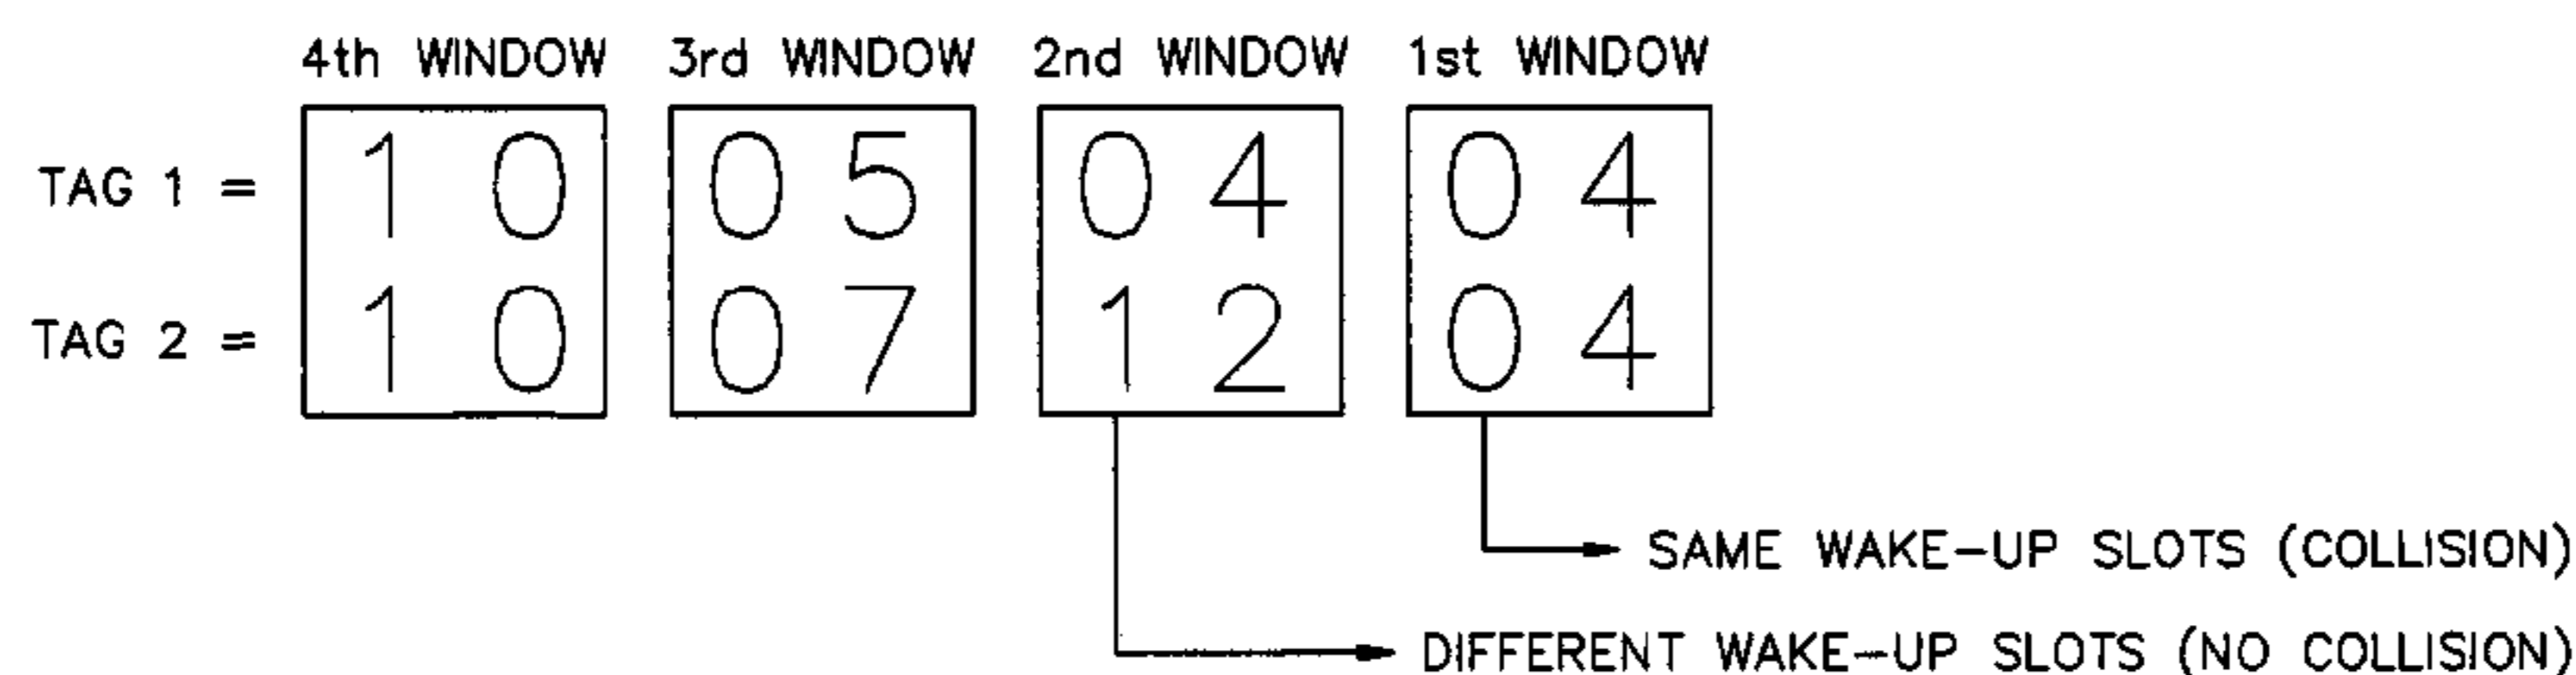 4th WINDOW 3rd WINDOW 2nd WINDOW 1st WINDOW
TAG 1 = 1 0 0 5 0 4 0 4
TAG 2 = 1 0 0 7 1 2 0 4
SAME WAKE-UP SLOTS (COLLISION)
DIFFERENT WAKE-UP SLOTS (NO COLLISION)